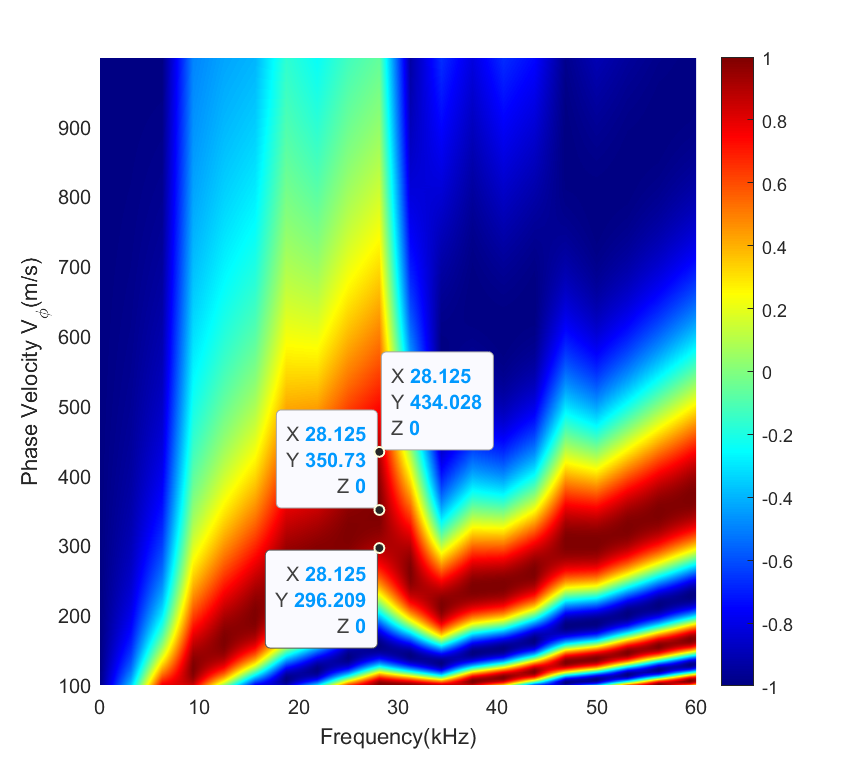 900
800
700
600
500
400
300
200
100
0
10
20
30
40
50
60
Phase Velocity Vϕ(m/s)
Frequency(kHz)
X 28.125
Y 434.028
Z 0
X 28.125
Y 350.73
Z 0
X 28.125
Y 296.209
Z 0
1
0.8
0.6
0.4
0.2
0
-0.2
-0.4
-0.6
-0.8
-1